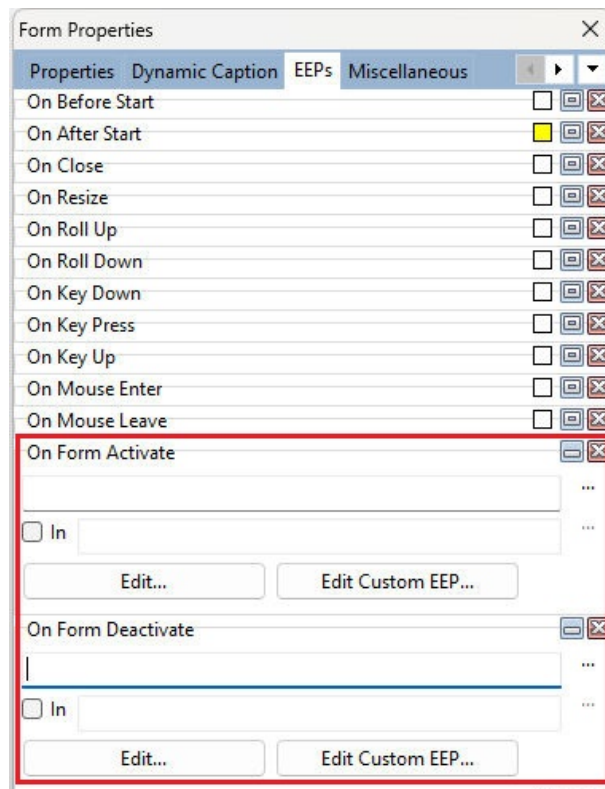 Form Properties
Properties Dynamic Caption EEPs Miscellaneous
On Before Start
On After Start
On Close
On Resize
On Roll Up
On Roll Down
On Key Down
On Key Press
On Key Up
On Mouse Enter
On Mouse Leave
On Form Activate
...
In ...
Edit... Edit Custom EEP...
On Form Deactivate
...
In ...
Edit... Edit Custom EEP...